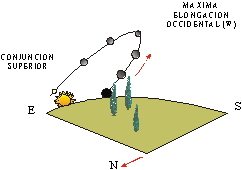 MAXIMA
ELONGACION
OCCIDENTAL (W)
CONJUNCION
SUPERIOR
E
S
N